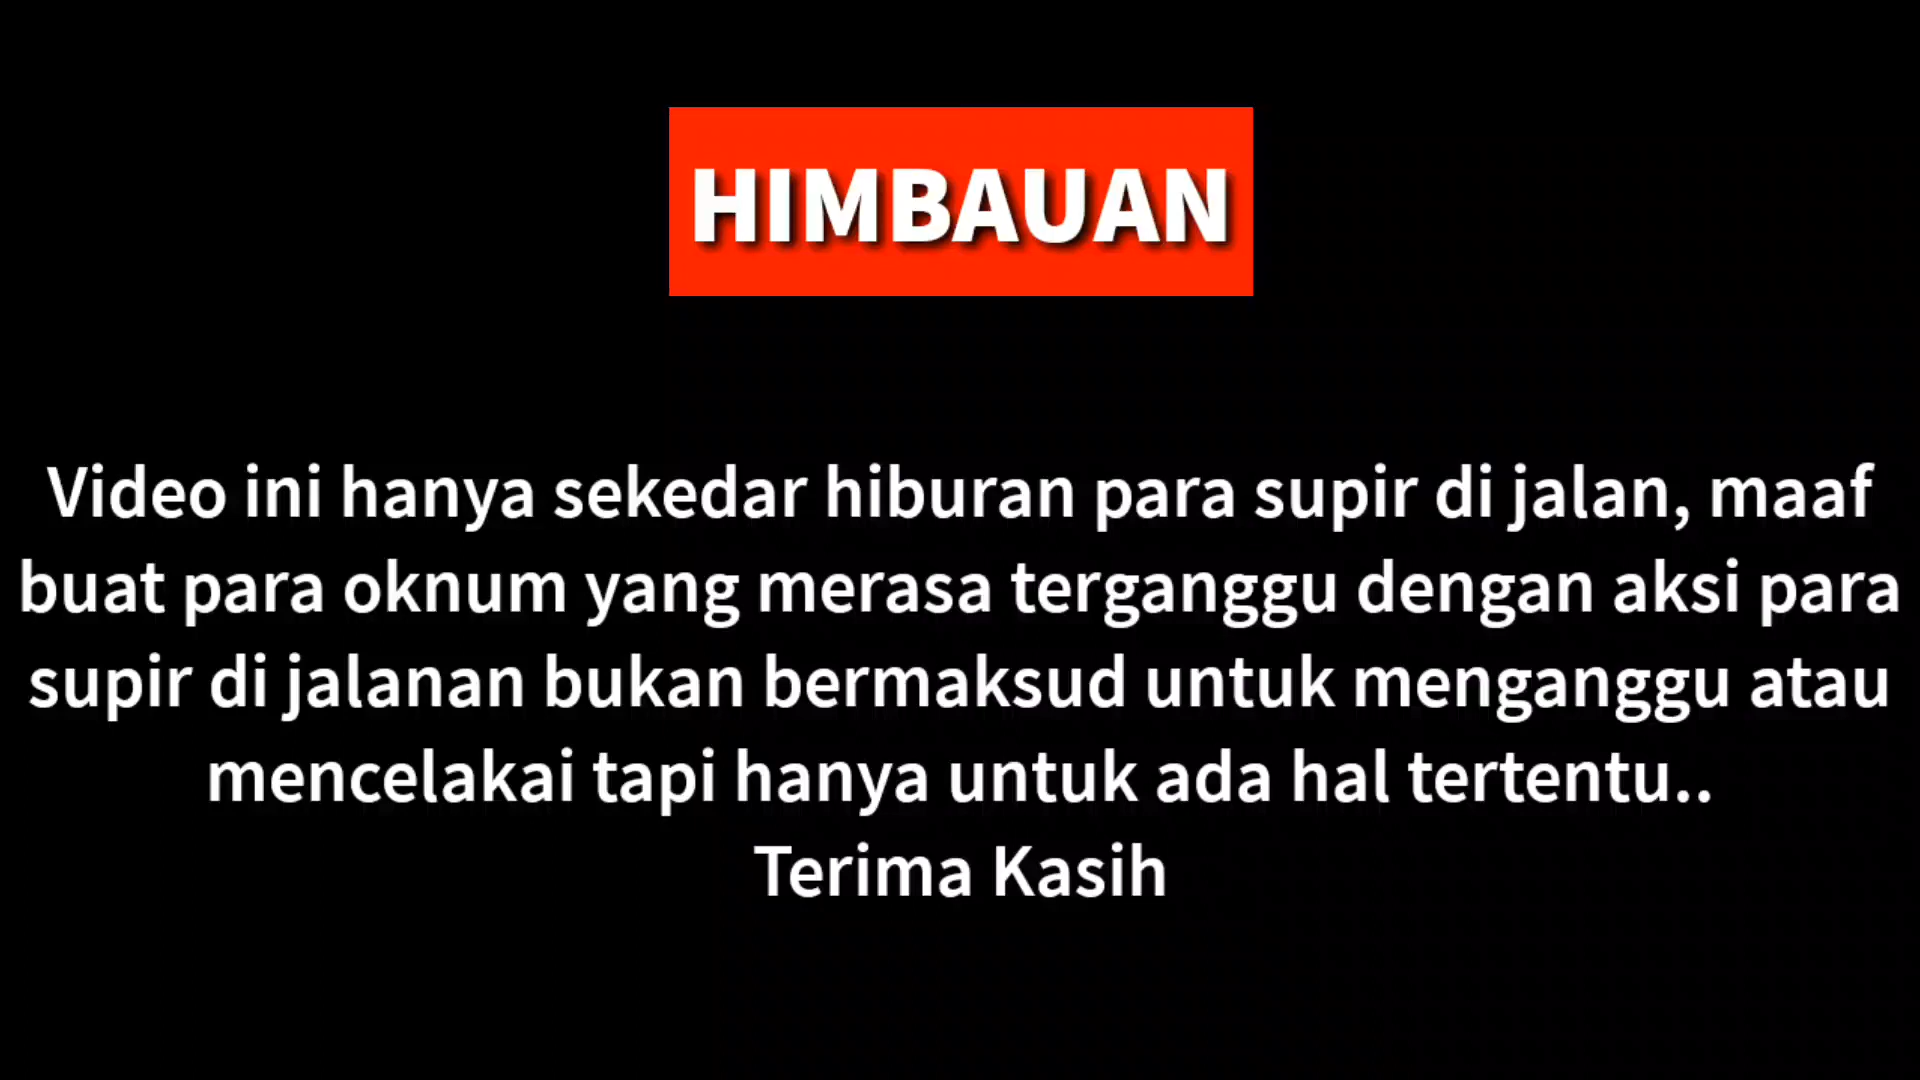 HIMBAUAN
Video ini hanya sekedar hiburan para supir di jalan, maaf
buat para oknum yang merasa terganggu dengan aksi para
supir di jalanan bukan bermaksud untuk menganggu atau
mencelakai tapi hanya untuk ada hal tertentu..
Terima Kasih